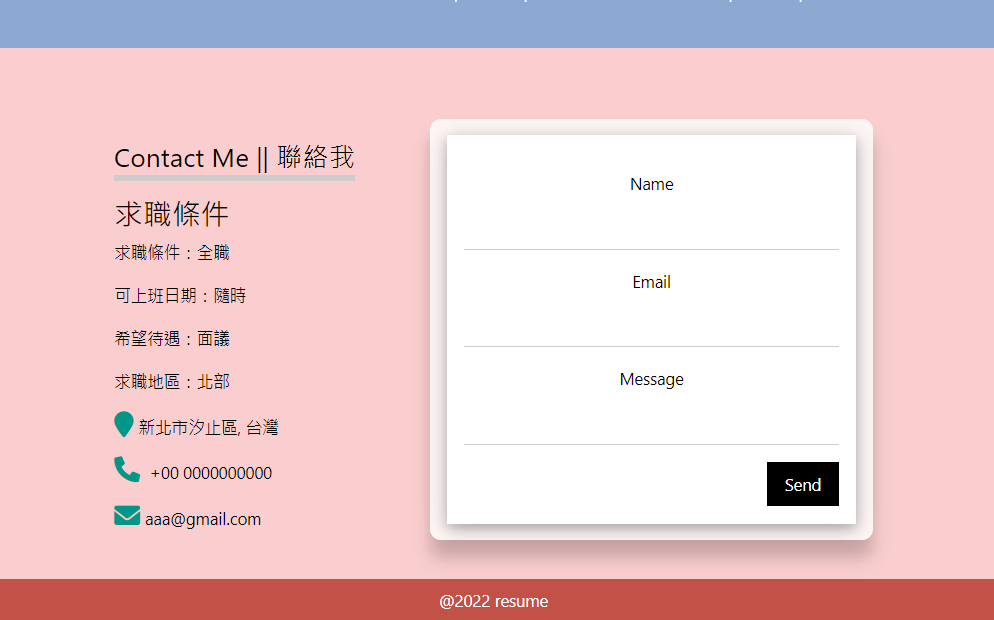 Contact Me || 聯絡我
求職條件
求職條件：全職
可上班日期：隨時
希望待遇：面議
求職地區：北部
新北市汐止區, 台灣
+00 0000000000
aaa@gmail.com
Name
Email
Message
Send
@2022 resume